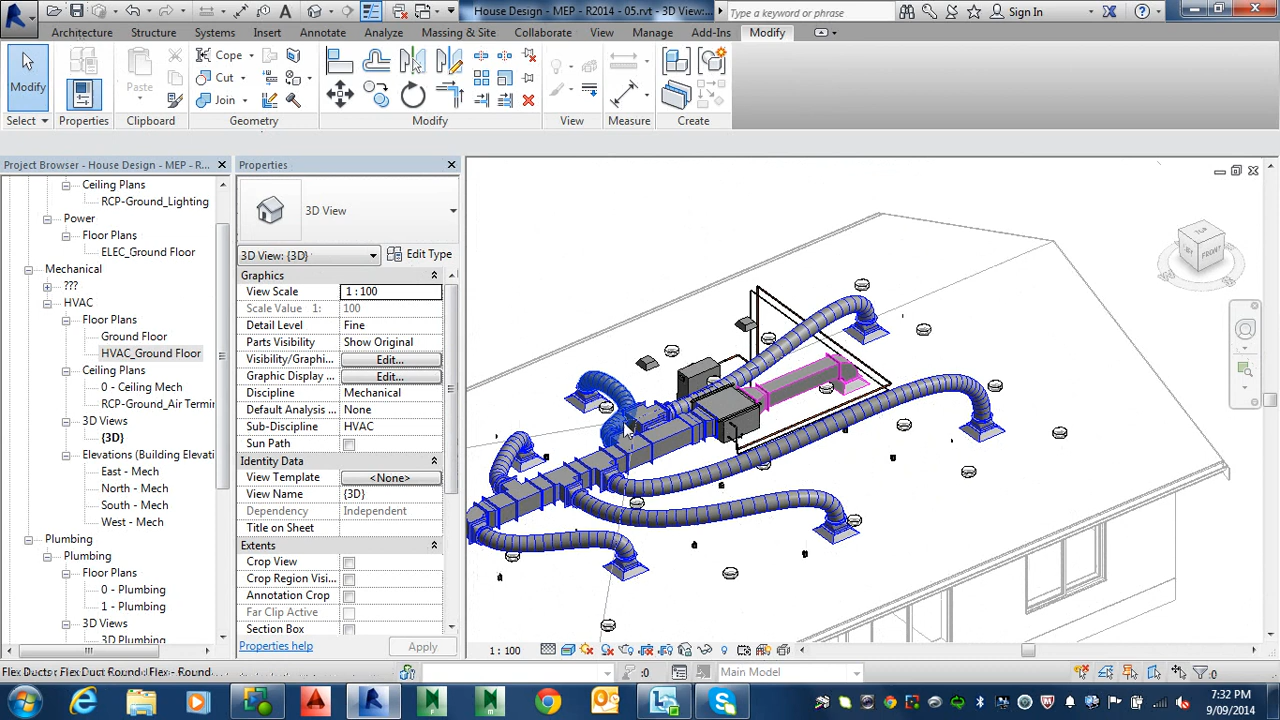 House Design - MEP - R2014 - 05.rvt - 3D View:...
Type a keyword or phrase
Sign In
Architecture Structure Systems Insert Annotate Analyze Massing & Site Collaborate View Manage Add-Ins Modify
Modify
Paste
Cope
Cut
Join
Select Properties Clipboard Geometry Modify View Measure Create
Project Browser - House Design - MEP - R...
Ceiling Plans
RCP-Ground_Lighting
Power
Floor Plans
ELEC_Ground Floor
Mechanical
???
HVAC
Floor Plans
Ground Floor
HVAC_Ground Floor
Ceiling Plans
0 - Ceiling Mech
RCP-Ground_Air Termin
3D Views
{3D}
Elevations (Building Elevati
East - Mech
North - Mech
South - Mech
West - Mech
Plumbing
Plumbing
Floor Plans
0 - Plumbing
1 - Plumbing
3D Views
3D Plumbing
Properties
3D View
3D View: {3D}
Edit Type
Graphics
View Scale 1 : 100
Scale Value 1: 100
Detail Level Fine
Parts Visibility Show Original
Visibility/Graphi... Edit...
Graphic Display ... Edit...
Discipline Mechanical
Default Analysis ... None
Sub-Discipline HVAC
Sun Path
Identity Data
View Template <None>
View Name {3D}
Dependency Independent
Title on Sheet
Extents
Crop View
Crop Region Visi...
Annotation Crop
Far Clip Active
Section Box
Properties help
Apply
TOP
FRONT
1 : 100
Flex Ducts : Flex Duct Round : Flex - Round
:0
Main Model
:0
7:32 PM
9/09/2014